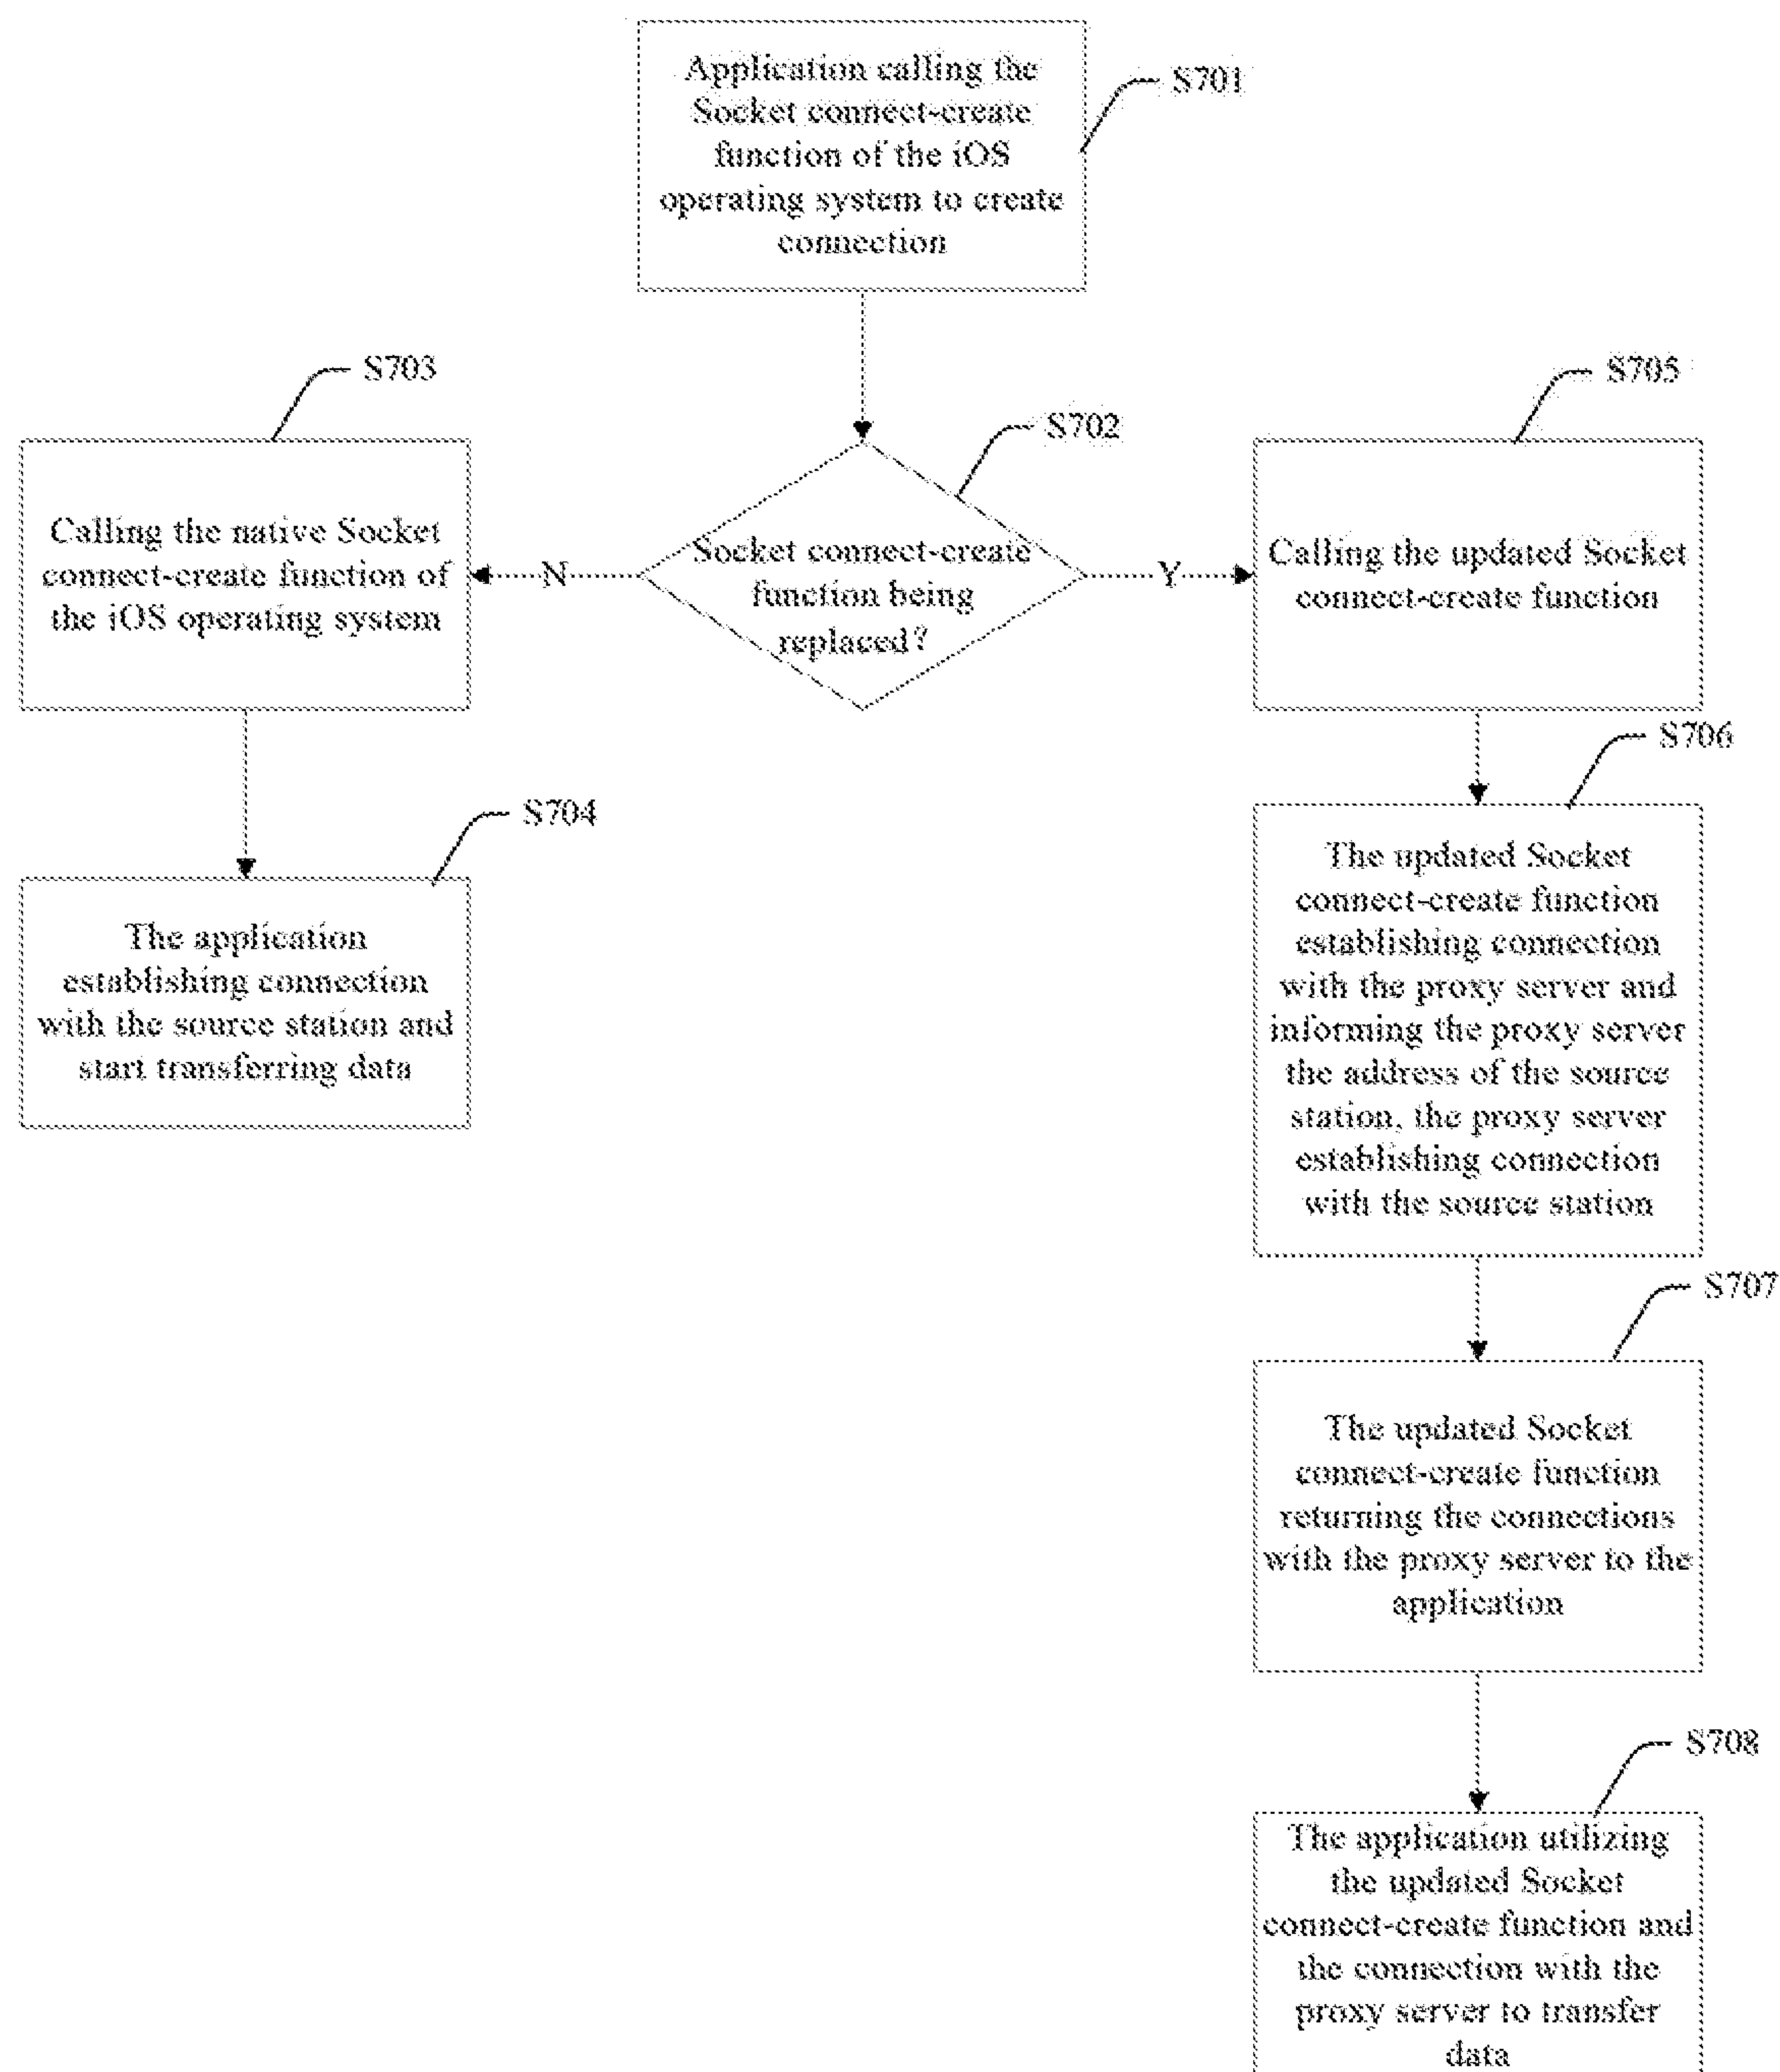 Application calling the
Socket connect-create
function of the iOS
operating system to create
connection
S701
S703
S702
S705
Calling the native Socket
connect-create function of
the iOS operating system
N
Socket connect-create
function being
replaced?
Y
Calling the updated Socket
connect-create function
S706
S704
The application
establishing connection
with the source station and
start transferring data
The updated Socket
connect-create function
establishing connection
with the proxy server and
informing the proxy server
the address of the source
station, the proxy server
establishing connection
with the source station
S707
The updated Socket
connect-create function
returning the connections
with the proxy server to the
application
S708
The application utilizing
the updated Socket
connect-create function and
the connection with the
proxy server to transfer
data